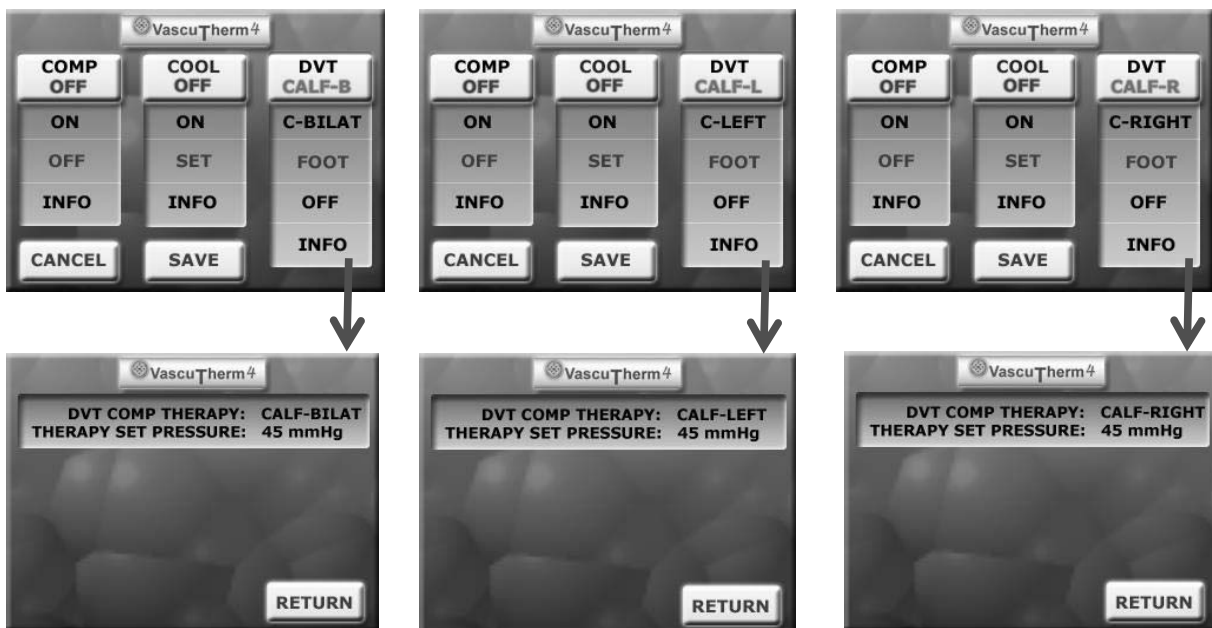 VascuTherm4
COMP OFF
COOL OFF
DVT CALF-B
ON
ON
C-BILAT
OFF
SET
FOOT
INFO
INFO
OFF
INFO
CANCEL
SAVE
VascuTherm4
COMP OFF
COOL OFF
DVT CALF-L
ON
ON
C-LEFT
OFF
SET
FOOT
INFO
INFO
OFF
INFO
CANCEL
SAVE
VascuTherm4
COMP OFF
COOL OFF
DVT CALF-R
ON
ON
C-RIGHT
OFF
SET
FOOT
INFO
INFO
OFF
INFO
CANCEL
SAVE
VascuTherm4
DVT COMP THERAPY: CALF-BILAT
THERAPY SET PRESSURE: 45 mmHg
RETURN
VascuTherm4
DVT COMP THERAPY: CALF-LEFT
THERAPY SET PRESSURE: 45 mmHg
RETURN
VascuTherm4
DVT COMP THERAPY: CALF-RIGHT
THERAPY SET PRESSURE: 45 mmHg
RETURN